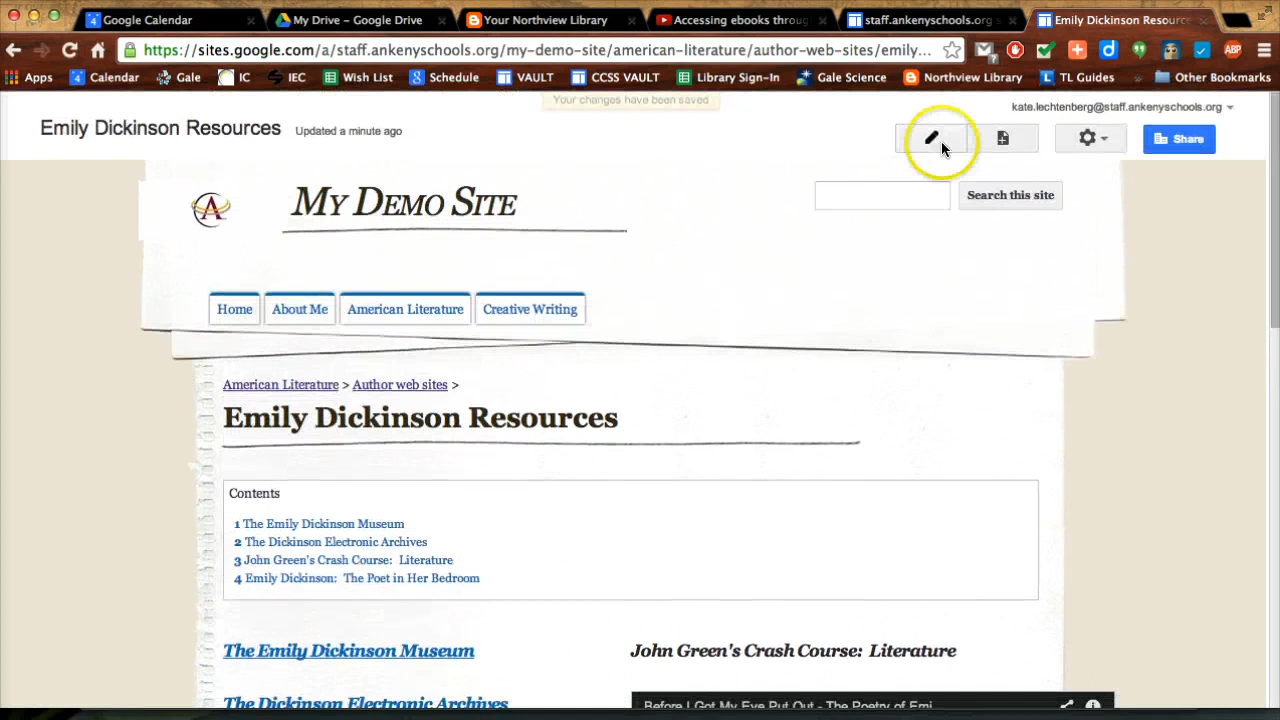 Google Calendar
My Drive – Google Drive
Your Northview Library
Accessing ebooks throug
staff.ankenyschools.org
Emily Dickinson Resource
https://sites.google.com/a/staff.ankenyschools.org/my-demo-site/american-literature/author-web-sites/emily...
Apps
Calendar
Gale
IC
IEC
Wish List
Schedule
VAULT
CCSS VAULT
Library Sign-In
Gale Science
Northview Library
TL Guides
»
Other Bookmarks
Your changes have been saved
kate.lechtenberg@staff.ankenyschools.org
Emily Dickinson Resources Updated a minute ago
Share
My Demo Site
Search this site
Home
About Me
American Literature
Creative Writing
American Literature > Author web sites >
Emily Dickinson Resources
Contents
1 The Emily Dickinson Museum
2 The Dickinson Electronic Archives
3 John Green's Crash Course: Literature
4 Emily Dickinson: The Poet in Her Bedroom
The Emily Dickinson Museum
John Green's Crash Course: Literature
The Dickinson Electronic Archives
Before I Got My Eye Put Out - The Poetry of Emi